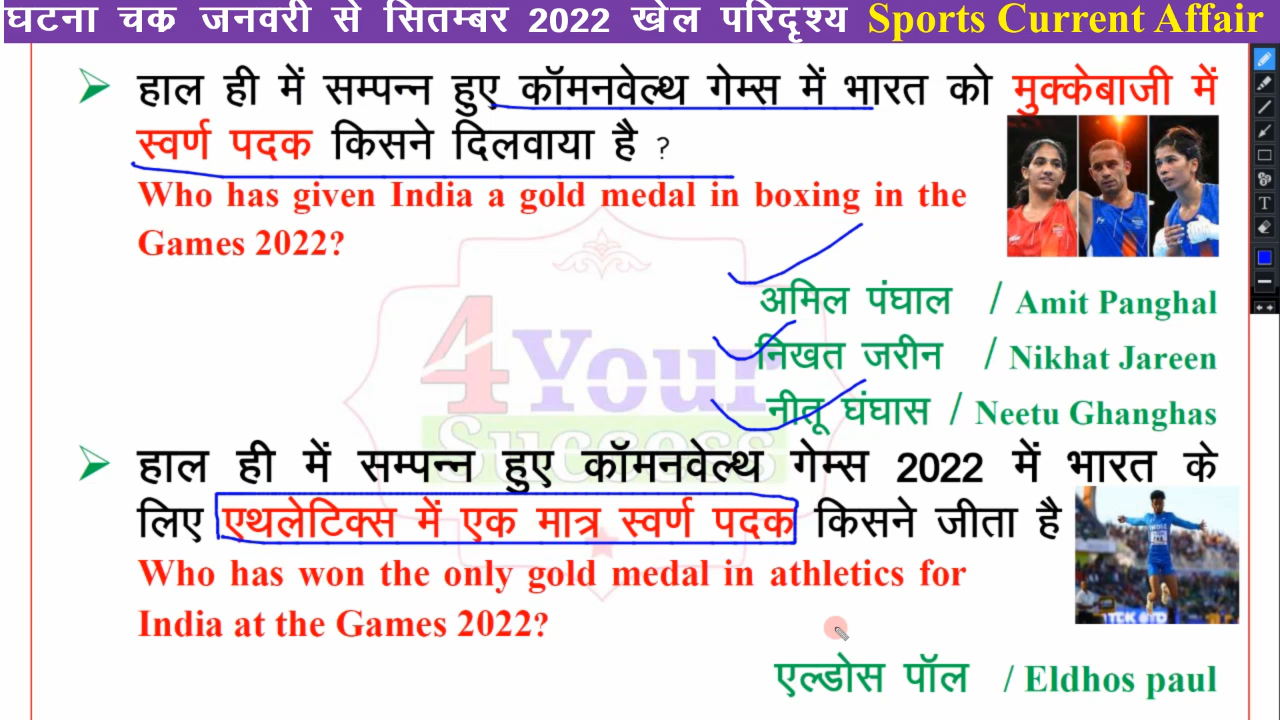 घटना चक्र जनवरी से सितम्बर 2022 खेल परिदृश्य Sports Current Affair
➢ हाल ही में सम्पन्न हुए कॉमनवेल्थ गेम्स में भारत को मुक्केबाजी में
स्वर्ण पदक किसने दिलवाया है ?
Who has given India a gold medal in boxing in the
Games 2022?
अमिल पंघाल / Amit Panghal
निखत जरीन / Nikhat Jareen
नीतू घंघास / Neetu Ghanghas
4Your
Success
➢ हाल ही में सम्पन्न हुए कॉमनवेल्थ गेम्स 2022 में भारत के
लिए एथलेटिक्स में एक मात्र स्वर्ण पदक किसने जीता है
Who has won the only gold medal in athletics for
India at the Games 2022?
एल्डोस पॉल / Eldhos paul